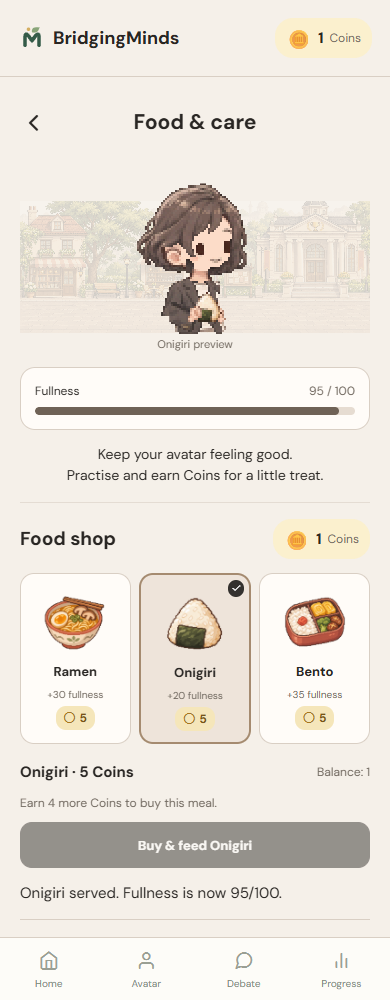 BridgingMinds
1 Coins
Food & care
Onigiri preview
Fullness
95 / 100
Keep your avatar feeling good.
Practise and earn Coins for a little treat.
Food shop
1 Coins
Ramen
+30 fullness
5
Onigiri
+20 fullness
5
Bento
+35 fullness
5
Onigiri · 5 Coins
Balance: 1
Earn 4 more Coins to buy this meal.
Buy & feed Onigiri
Onigiri served. Fullness is now 95/100.
Home
Avatar
Debate
Progress